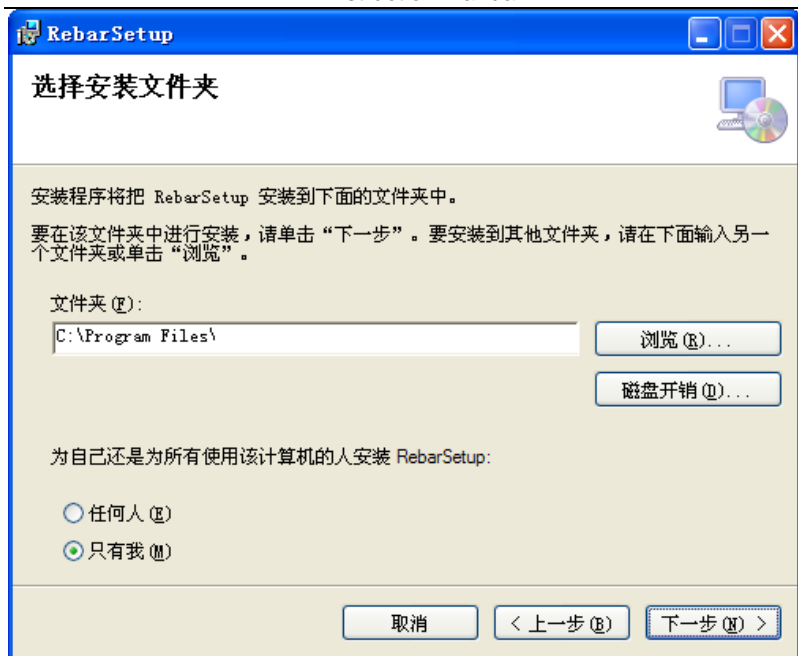 RebarSetup
选择安装文件夹
安装程序将把 RebarSetup 安装到下面的文件夹中。
要在该文件夹中进行安装，请单击“下一步”。要安装到其他文件夹，请在下面输入另一
个文件夹或单击“浏览”。
文件夹(F):
C:\Program Files\
浏览(R)...
磁盘开销(D)...
为自己还是为所有使用该计算机的人安装 RebarSetup:
任何人(E)
只有我(M)
取消
< 上一步(B)
下一步(N) >